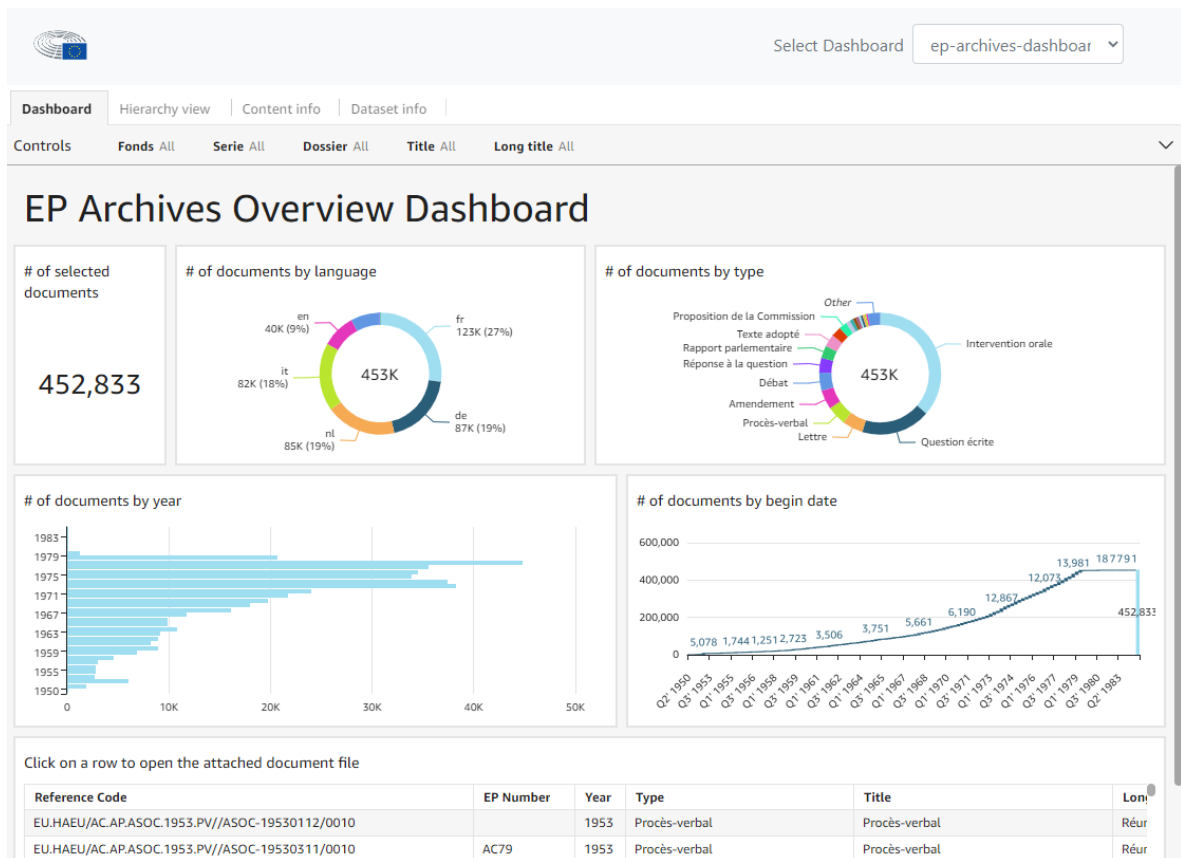 Select Dashboard ep-archives-dashboar
Dashboard Hierarchy view Content info Dataset info
Controls Fonds All Serie All Dossier All Title All Long title All
EP Archives Overview Dashboard
# of selected
documents
452,833
# of documents by language
en
40K (9%)
fr
123K (27%)
it
82K (18%)
453K
de
87K (19%)
nl
85K (19%)
# of documents by type
Other
Proposition de la Commission
Texte adopté
Rapport parlementaire
Réponse à la question
Débat
Amendement
Procès-verbal
Lettre
Intervention orale
453K
Question écrite
# of documents by year
1983
1979
1975
1971
1967
1963
1959
1955
1950
0 10K 20K 30K 40K 50K
# of documents by begin date
600,000
400,000
200,000
0
5,078 1,744 1,251 2,723 3,506 3,751 5,661 6,190 12,867 12,073 13,981 187791
452,833
Q2' 1950 Q3' 1953 Q1' 1955 Q4' 1956 Q1' 1958 Q3' 1959 Q1' 1961 Q3' 1962 Q1' 1964 Q3' 1965 Q1' 1967 Q3' 1968 Q1' 1970 Q3' 1971 Q1' 1973 Q3' 1974 Q1' 1976 Q3' 1977 Q1' 1979 Q3' 1980 Q2' 1983
Click on a row to open the attached document file
Reference Code EP Number Year Type Title Lon
EU.HAEU/AC.AP.ASOC.1953.PV//ASOC-19530112/0010 1953 Procès-verbal Procès-verbal Réur
EU.HAEU/AC.AP.ASOC.1953.PV//ASOC-19530311/0010 AC79 1953 Procès-verbal Procès-verbal Réur